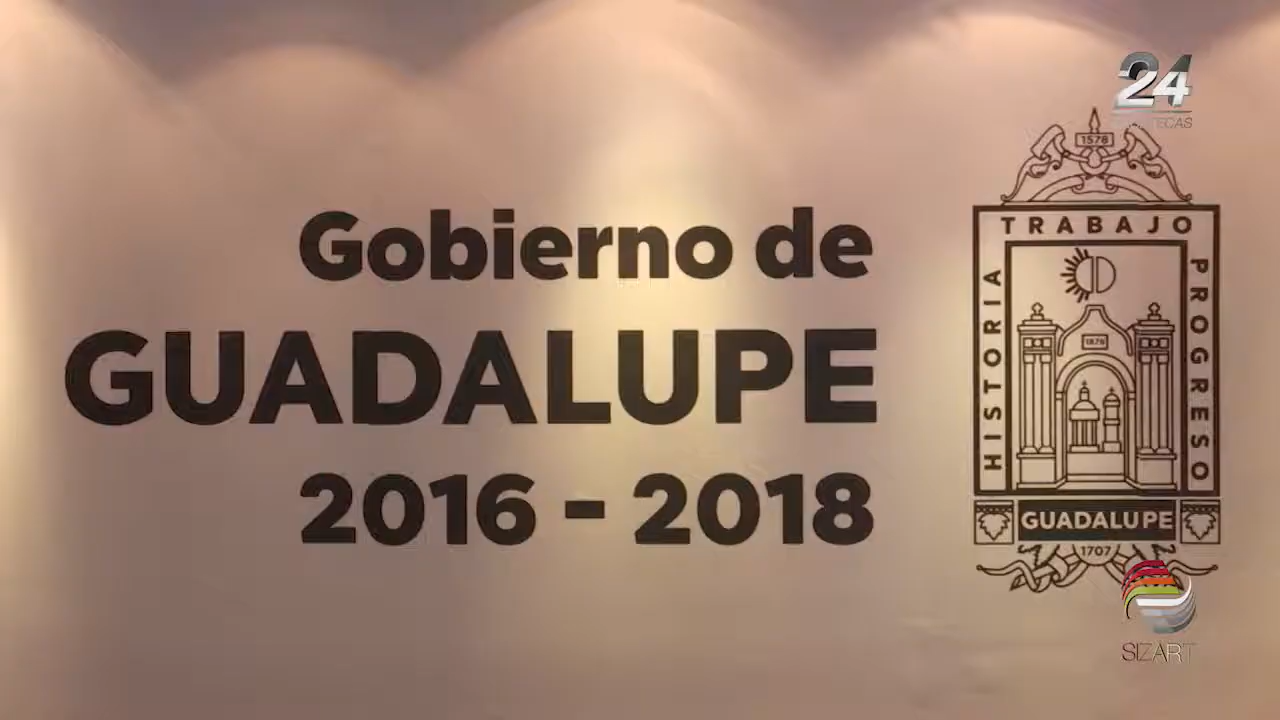 Gobierno de
GUADALUPE
2016 - 2018
24
1578
TRABAJO
HISTORIA
PROGRESO
1876
GUADALUPE
1707
SIZART